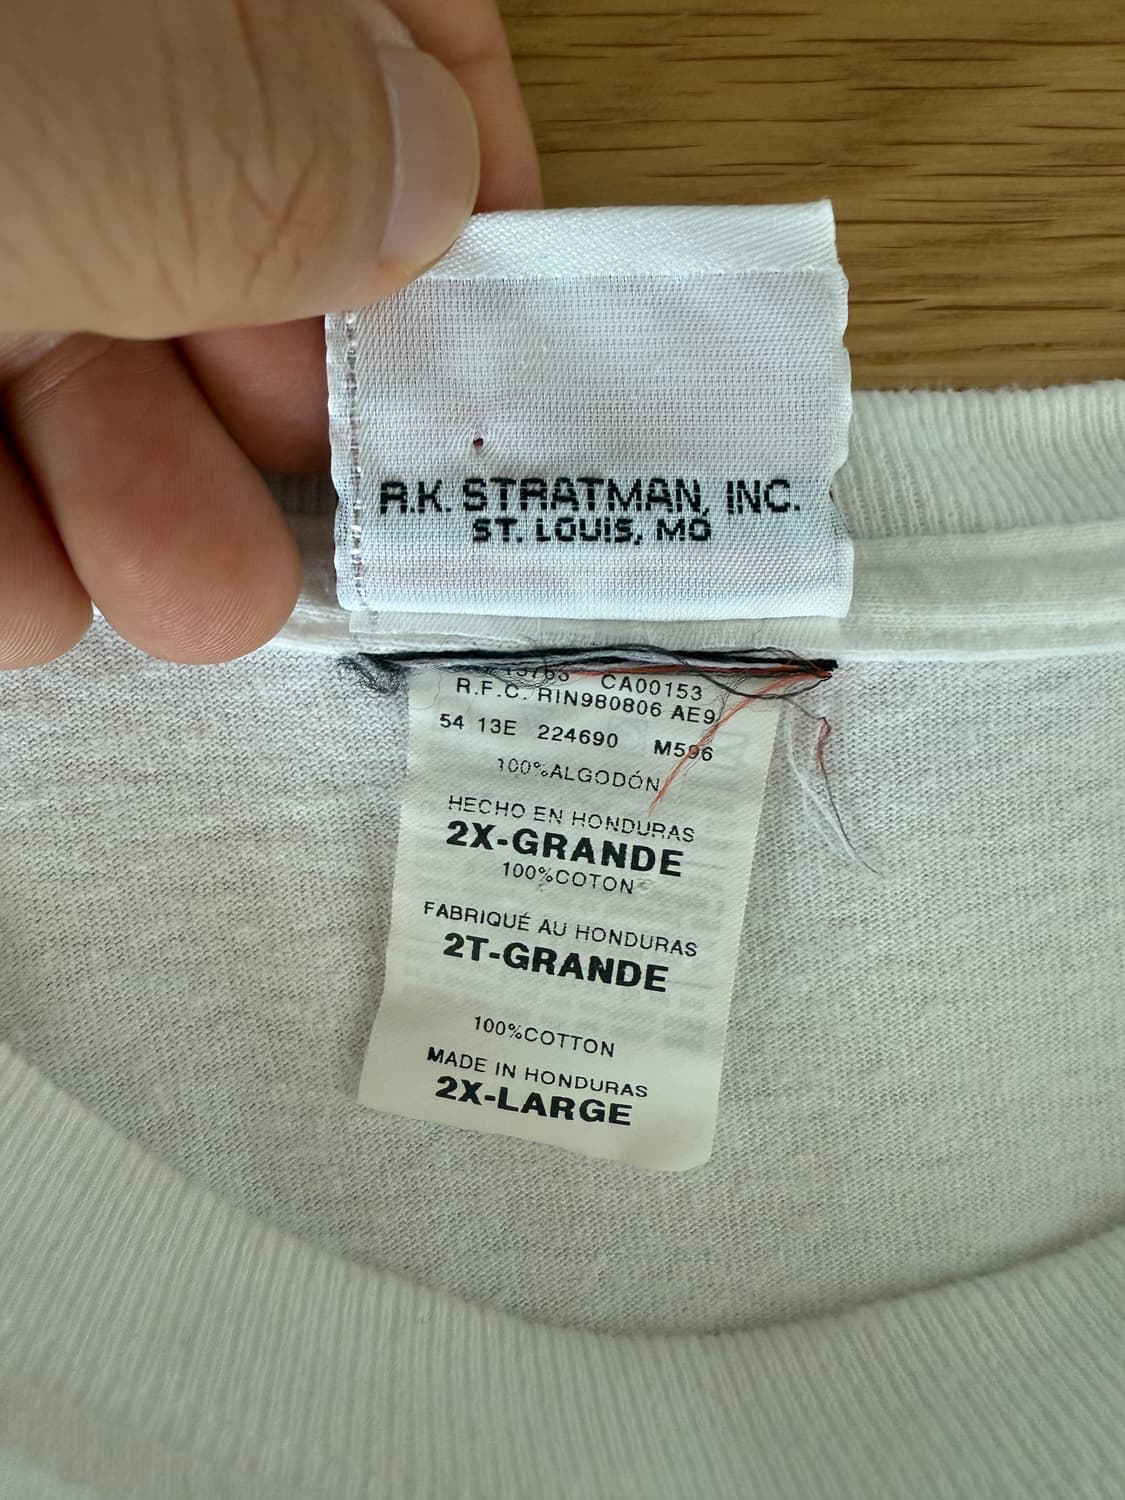 R.K. STRATMAN, INC.
ST. LOUIS, MO
CA00153
R.F.C. RIN980806 AE9
54 13E 224690 M596
100%ALGODÓN
HECHO EN HONDURAS
2X-GRANDE
100%COTON
FABRIQUÉ AU HONDURAS
2T-GRANDE
100%COTTON
MADE IN HONDURAS
2X-LARGE